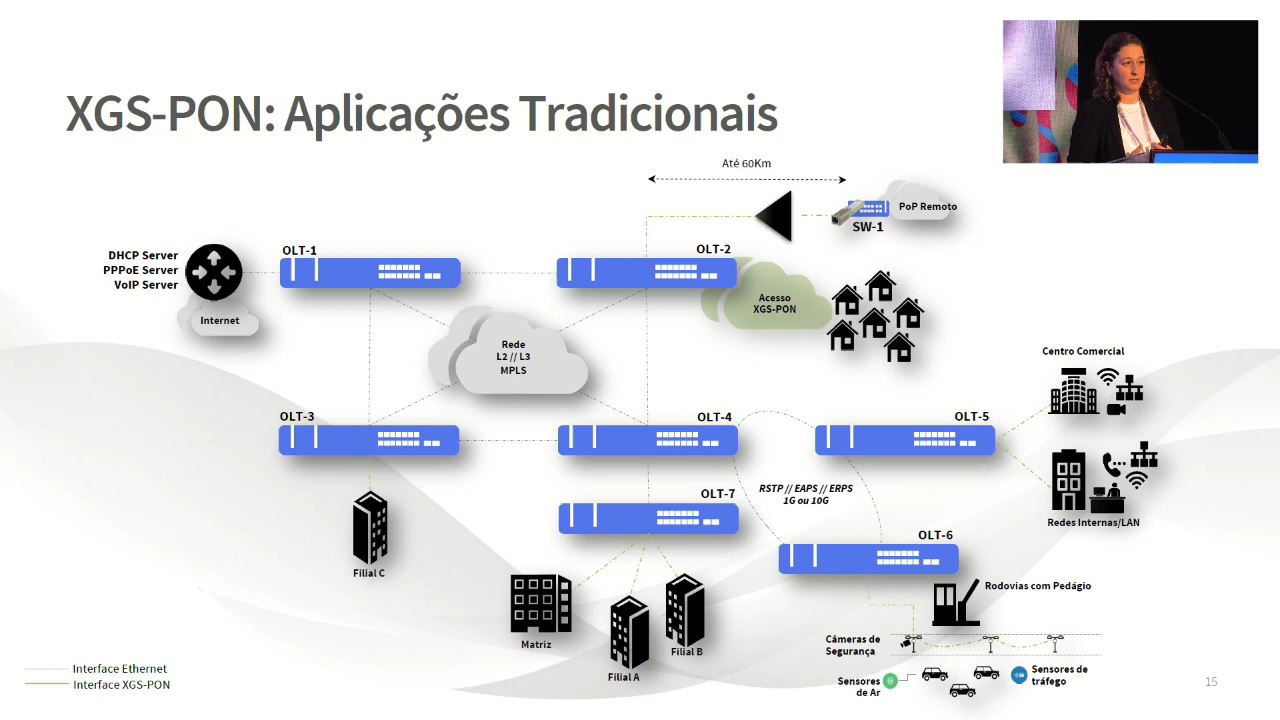 XGS-PON: Aplicações Tradicionais
Até 60Km
PoP Remoto
SW-1
DHCP Server
PPPoE Server
VoIP Server
OLT-1
OLT-2
Internet
Acesso
XGS-PON
Rede
L2 // L3
MPLS
Centro Comercial
OLT-3
OLT-4
OLT-5
RSTP // EAPS // ERPS
1G ou 10G
OLT-7
Redes Internas/LAN
OLT-6
Filial C
Rodovias com Pedágio
Matriz
Filial A
Filial B
Câmeras de
Segurança
Sensores
de Ar
Sensores de
tráfego
Interface Ethernet
Interface XGS-PON
15